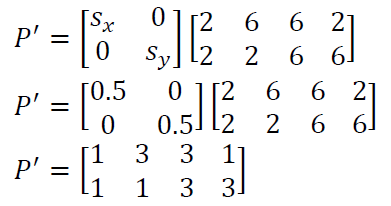 P′ = [s_x 0; 0 s_y] [2 6 6 2; 2 2 6 6]
P′ = [0.5 0; 0 0.5] [2 6 6 2; 2 2 6 6]
P′ = [1 3 3 1; 1 1 3 3]